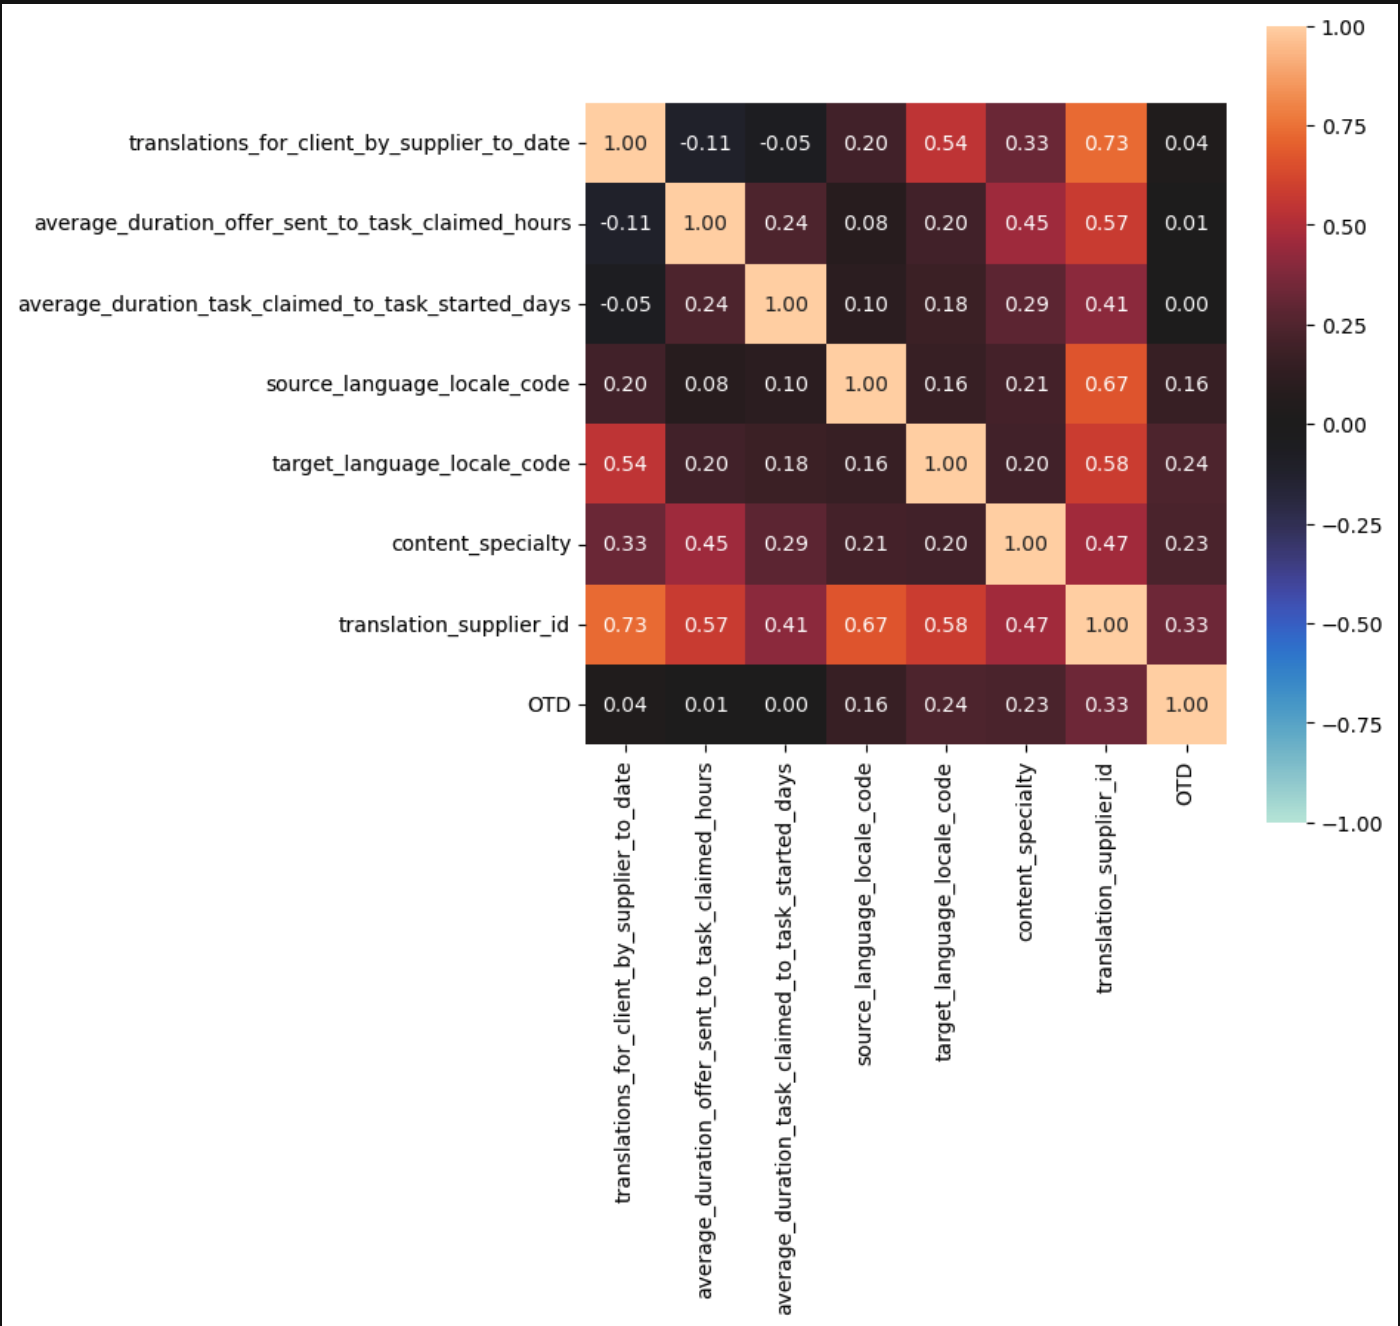 1.00
0.75
0.50
0.25
0.00
−0.25
−0.50
−0.75
−1.00
translations_for_client_by_supplier_to_date 1.00 -0.11 -0.05 0.20 0.54 0.33 0.73 0.04
average_duration_offer_sent_to_task_claimed_hours -0.11 1.00 0.24 0.08 0.20 0.45 0.57 0.01
average_duration_task_claimed_to_task_started_days -0.05 0.24 1.00 0.10 0.18 0.29 0.41 0.00
source_language_locale_code 0.20 0.08 0.10 1.00 0.16 0.21 0.67 0.16
target_language_locale_code 0.54 0.20 0.18 0.16 1.00 0.20 0.58 0.24
content_specialty 0.33 0.45 0.29 0.21 0.20 1.00 0.47 0.23
translation_supplier_id 0.73 0.57 0.41 0.67 0.58 0.47 1.00 0.33
OTD 0.04 0.01 0.00 0.16 0.24 0.23 0.33 1.00
translations_for_client_by_supplier_to_date
average_duration_offer_sent_to_task_claimed_hours
average_duration_task_claimed_to_task_started_days
source_language_locale_code
target_language_locale_code
content_specialty
translation_supplier_id
OTD